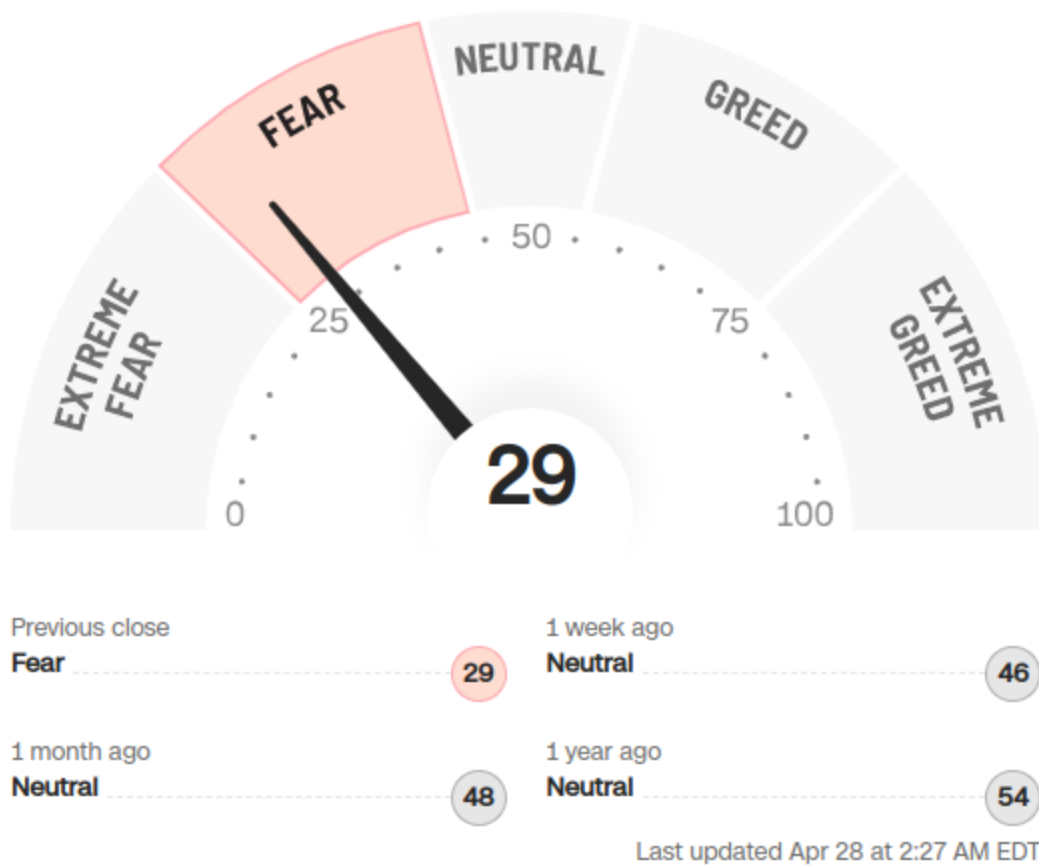 EXTREME
FEAR
FEAR
NEUTRAL
GREED
EXTREME
GREED
0
25
50
75
100
29
Previous close
Fear 29
1 week ago
Neutral 46
1 month ago
Neutral 48
1 year ago
Neutral 54
Last updated Apr 28 at 2:27 AM EDT